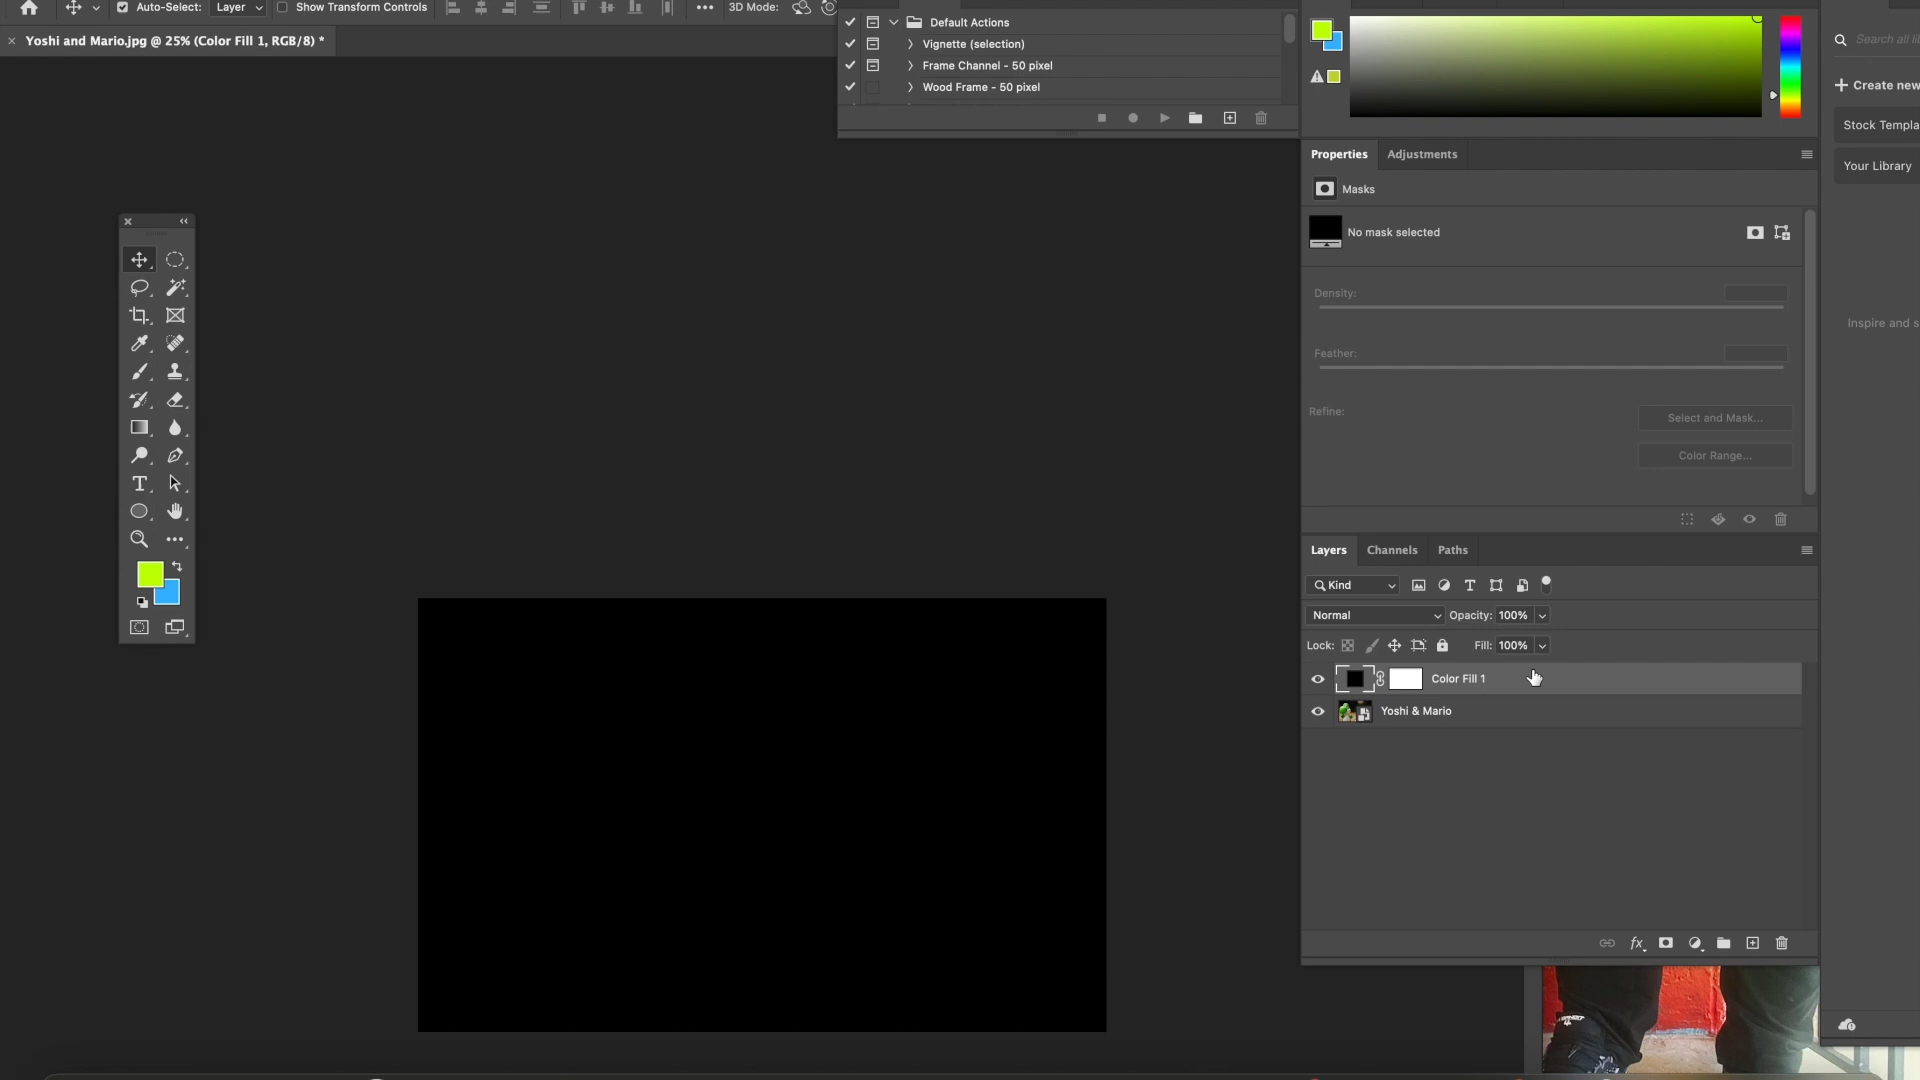 Auto-Select: Layer Show Transform Controls 3D Mode:
Yoshi and Mario.jpg @ 25% (Color Fill 1, RGB/8) *
Default Actions
Vignette (selection)
Frame Channel - 50 pixel
Wood Frame - 50 pixel
Properties Adjustments
Masks
No mask selected
Density:
Feather:
Refine: Select and Mask...
Color Range...
Layers Channels Paths
Kind
Normal Opacity: 100%
Lock: Fill: 100%
Color Fill 1
Yoshi & Mario
fx
Search all
Create new
Stock Templa
Your Library
Inspire and s